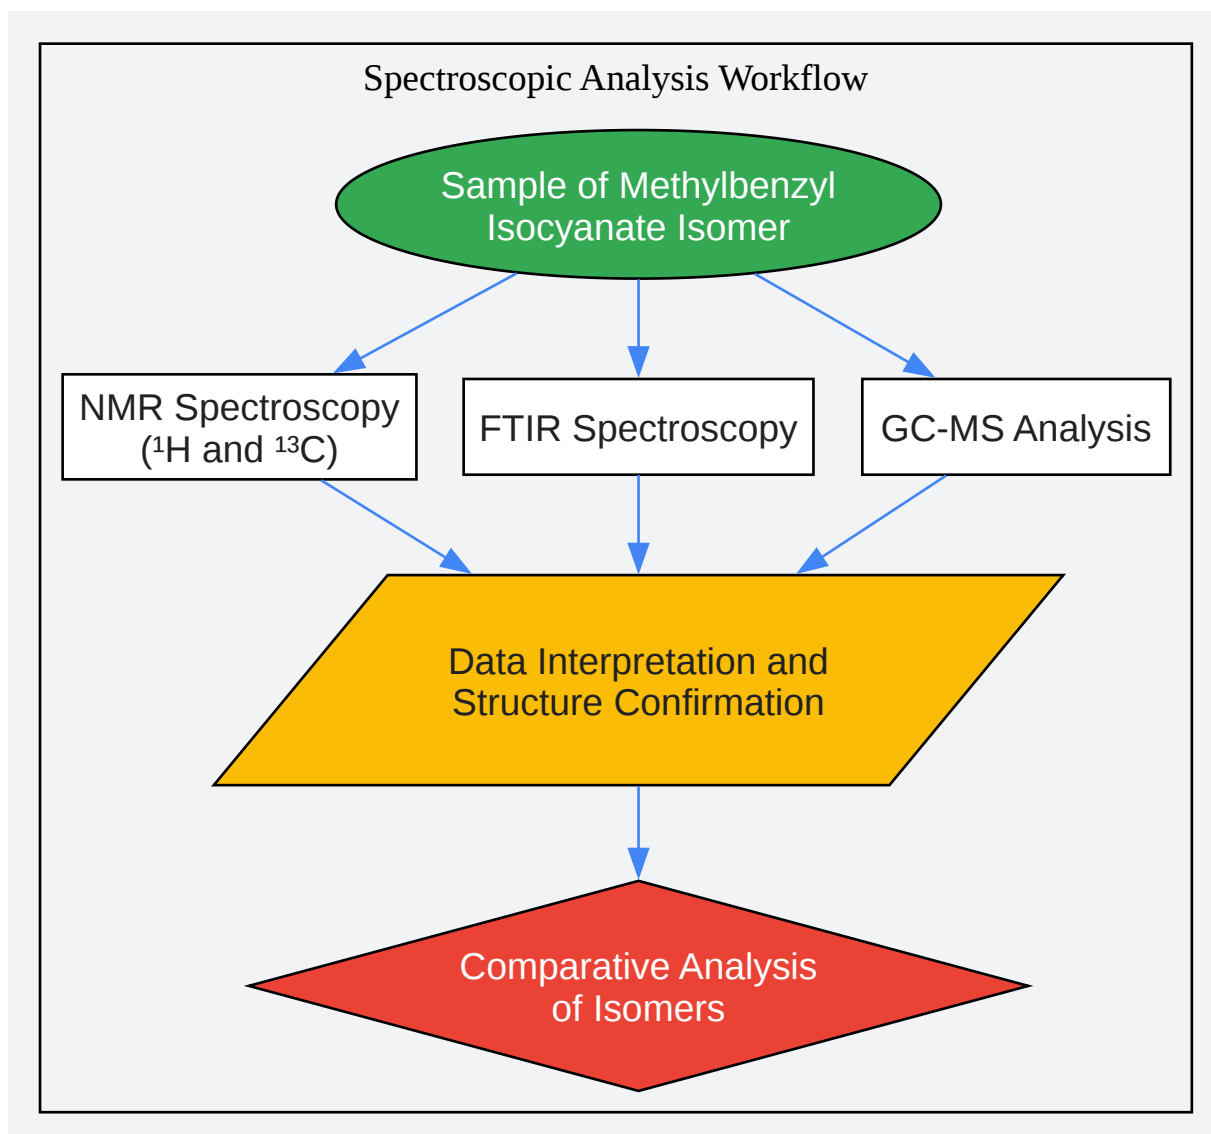 Spectroscopic Analysis Workflow
Sample of Methylbenzyl
Isocyanate Isomer
NMR Spectroscopy
(¹H and ¹³C)
FTIR Spectroscopy
GC-MS Analysis
Data Interpretation and
Structure Confirmation
Comparative Analysis
of Isomers